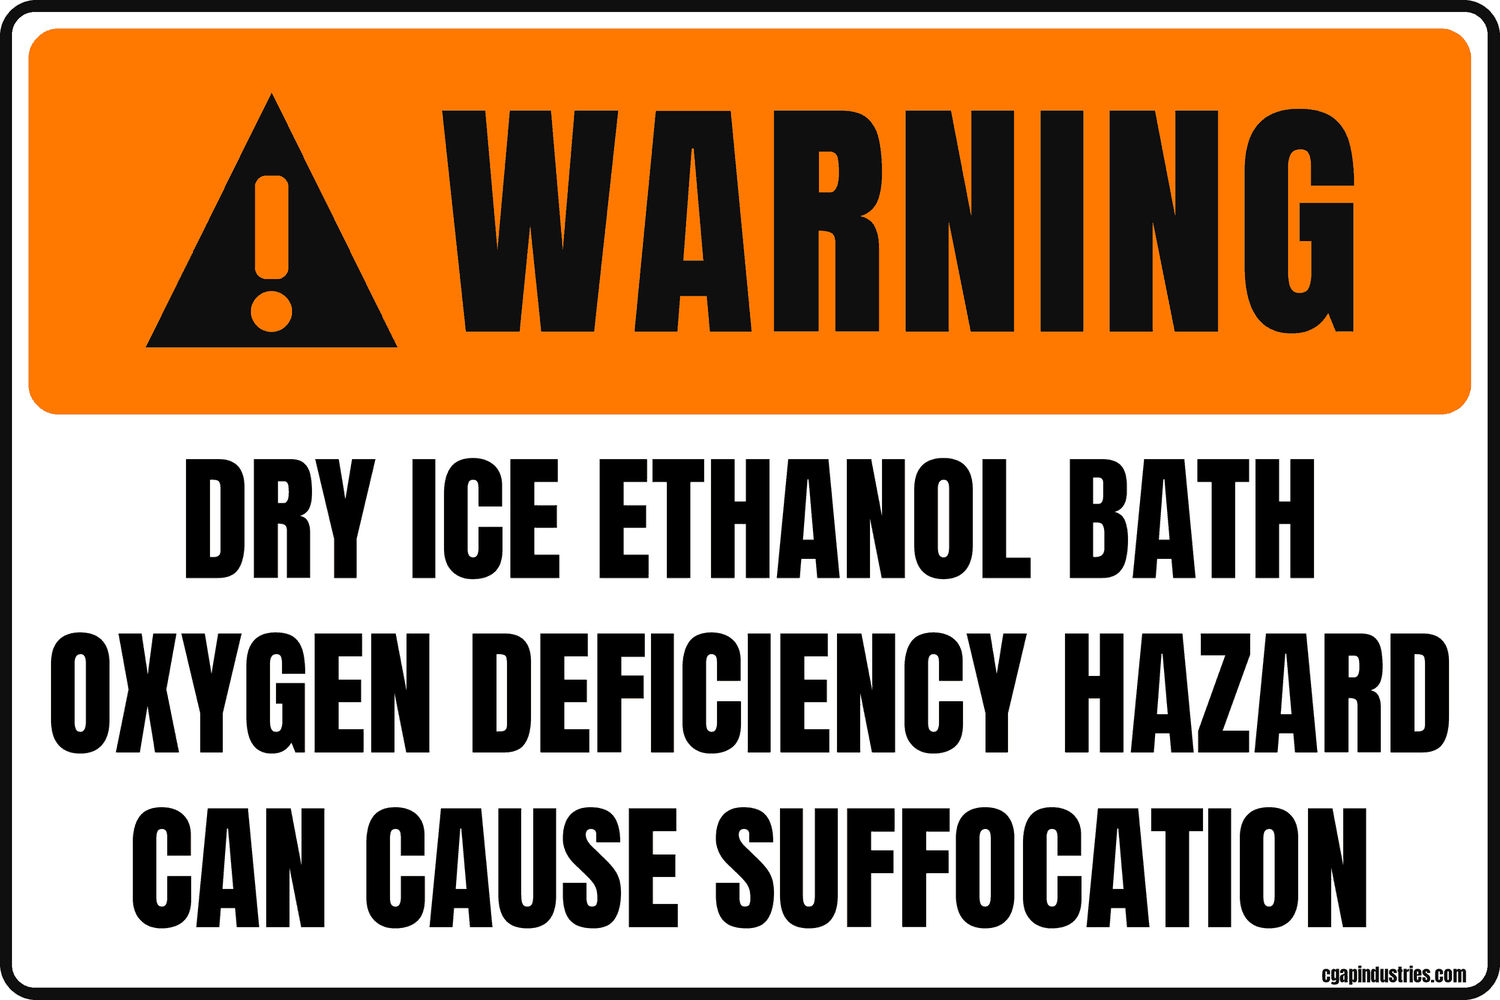 WARNING
DRY ICE ETHANOL BATH
OXYGEN DEFICIENCY HAZARD
CAN CAUSE SUFFOCATION
cgapindustries.com